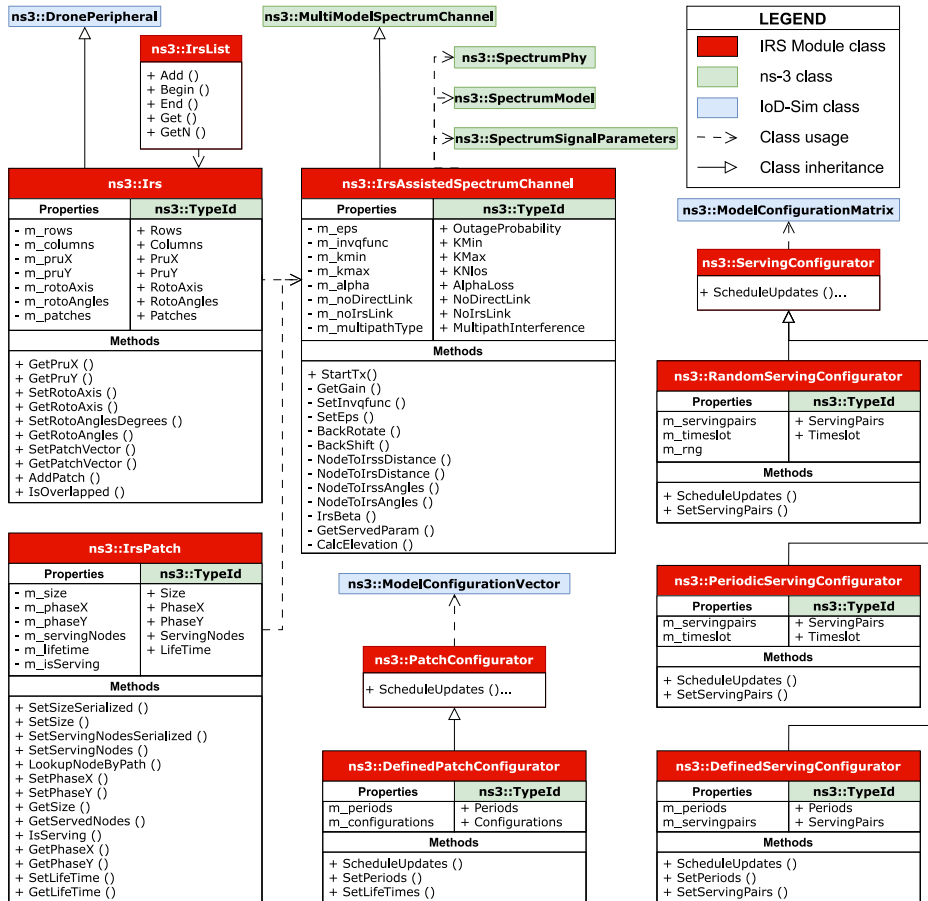 ns3::DronePeripheral
ns3::MultiModelSpectrumChannel
LEGEND
IRS Module class
ns-3 class
IoD-Sim class
Class usage
Class inheritance
ns3::IrsList
+ Add ()
+ Begin ()
+ End ()
+ Get ()
+ GetN ()
ns3::SpectrumPhy
ns3::SpectrumModel
ns3::SpectrumSignalParameters
ns3::Irs
Properties
ns3::TypeId
- m_rows
- m_columns
- m_pruX
- m_pruY
- m_rotoAxis
- m_rotoAngles
- m_patches
+ Rows
+ Columns
+ PruX
+ PruY
+ RotoAxis
+ RotoAngles
+ Patches
Methods
+ GetPruX ()
+ GetPruY ()
+ SetRotoAxis ()
+ GetRotoAxis ()
+ SetRotoAnglesDegrees ()
+ GetRotoAngles ()
+ SetPatchVector ()
+ GetPatchVector ()
+ AddPatch ()
+ IsOverlapped ()
ns3::IrsAssistedSpectrumChannel
Properties
ns3::TypeId
- m_eps
- m_invqfunc
- m_kmin
- m_kmax
- m_alpha
- m_noDirectLink
- m_noIrsLink
- m_multipathType
+ OutageProbability
+ KMin
+ KMax
+ KNlos
+ AlphaLoss
+ NoDirectLink
+ NoIrsLink
+ MultipathInterference
Methods
+ StartTx()
- GetGain ()
- SetInvqfunc ()
- SetEps ()
- BackRotate ()
- BackShift ()
- NodeToIrssDistance ()
- NodeToIrsDistance ()
- NodeToIrssAngles ()
- NodeToIrsAngles ()
- IrsBeta ()
- GetServedParam ()
- CalcElevation ()
ns3::ModelConfigurationMatrix
ns3::ServingConfigurator
+ ScheduleUpdates ()...
ns3::RandomServingConfigurator
Properties
ns3::TypeId
m_servingpairs
m_timeslot
m_rng
+ ServingPairs
+ Timeslot
Methods
+ ScheduleUpdates ()
+ SetServingPairs ()
ns3::IrsPatch
Properties
ns3::TypeId
- m_size
- m_phaseX
- m_phaseY
- m_servingNodes
- m_lifetime
- m_isServing
+ Size
+ PhaseX
+ PhaseY
+ ServingNodes
+ LifeTime
Methods
+ SetSizeSerialized ()
+ SetSize ()
+ SetServingNodesSerialized ()
+ SetServingNodes ()
+ LookupNodeByPath ()
+ SetPhaseX ()
+ SetPhaseY ()
+ GetSize ()
+ GetServedNodes ()
+ IsServing ()
+ GetPhaseX ()
+ GetPhaseY ()
+ SetLifeTime ()
+ GetLifeTime ()
ns3::ModelConfigurationVector
ns3::PatchConfigurator
+ ScheduleUpdates ()...
ns3::DefinedPatchConfigurator
Properties
ns3::TypeId
m_periods
m_configurations
+ Periods
+ Configurations
Methods
+ ScheduleUpdates ()
+ SetPeriods ()
+ SetLifeTimes ()
ns3::PeriodicServingConfigurator
Properties
ns3::TypeId
m_servingpairs
m_timeslot
+ ServingPairs
+ Timeslot
Methods
+ ScheduleUpdates ()
+ SetServingPairs ()
ns3::DefinedServingConfigurator
Properties
ns3::TypeId
m_periods
m_servingpairs
+ Periods
+ ServingPairs
Methods
+ ScheduleUpdates ()
+ SetPeriods ()
+ SetServingPairs ()